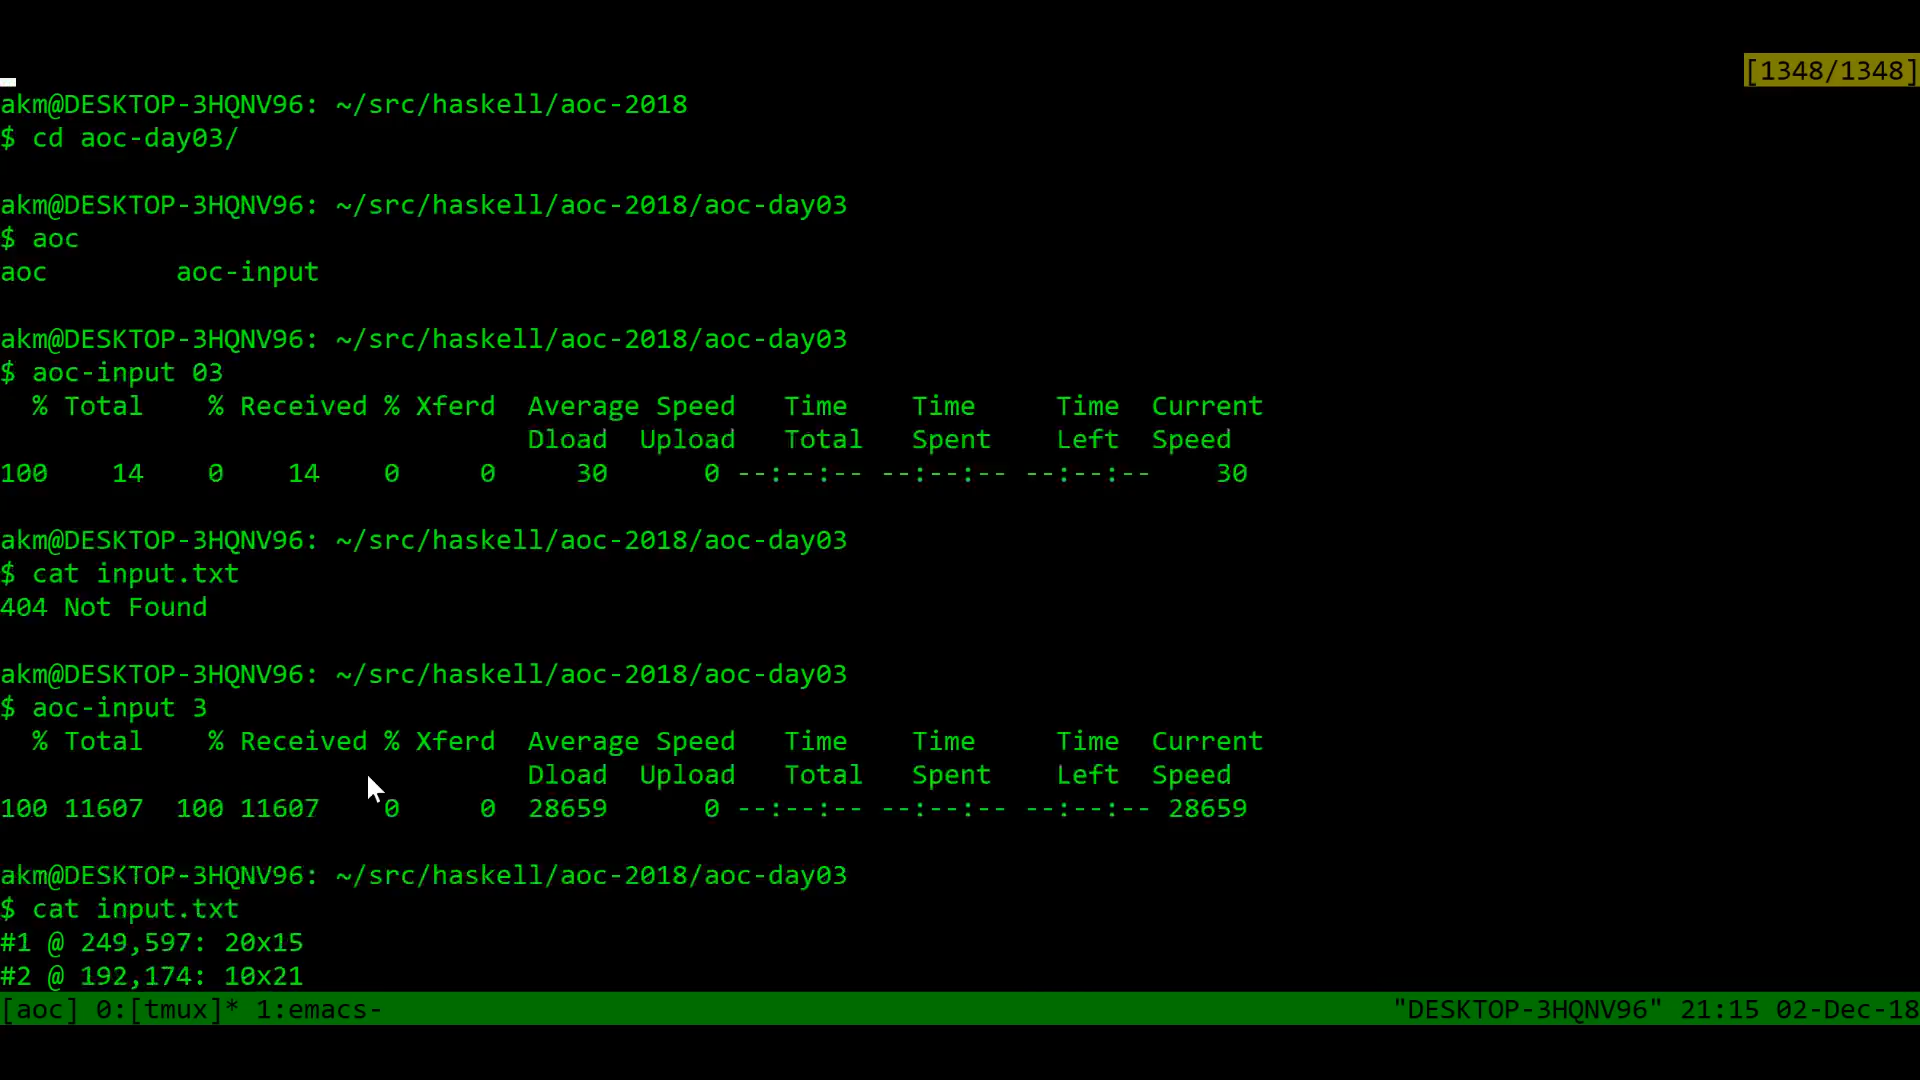 [1348/1348]
akm@DESKTOP-3HQNV96: ~/src/haskell/aoc-2018
$ cd aoc-day03/
akm@DESKTOP-3HQNV96: ~/src/haskell/aoc-2018/aoc-day03
$ aoc
aoc        aoc-input
akm@DESKTOP-3HQNV96: ~/src/haskell/aoc-2018/aoc-day03
$ aoc-input 03
  % Total    % Received % Xferd  Average Speed   Time    Time     Time  Current
                                 Dload  Upload   Total   Spent    Left  Speed
100    14    0    14    0     0     30      0 --:--:-- --:--:-- --:--:--    30
akm@DESKTOP-3HQNV96: ~/src/haskell/aoc-2018/aoc-day03
$ cat input.txt
404 Not Found
akm@DESKTOP-3HQNV96: ~/src/haskell/aoc-2018/aoc-day03
$ aoc-input 3
  % Total    % Received % Xferd  Average Speed   Time    Time     Time  Current
                                 Dload  Upload   Total   Spent    Left  Speed
100 11607  100 11607    0     0  28659      0 --:--:-- --:--:-- --:--:-- 28659
akm@DESKTOP-3HQNV96: ~/src/haskell/aoc-2018/aoc-day03
$ cat input.txt
#1 @ 249,597: 20x15
#2 @ 192,174: 10x21
[aoc] 0:[tmux]* 1:emacs- "DESKTOP-3HQNV96" 21:15 02-Dec-18